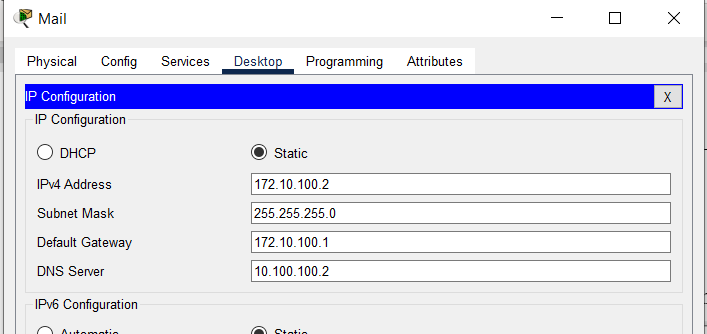 Mail
Physical Config Services Desktop Programming Attributes
IP Configuration X
IP Configuration
DHCP Static
IPv4 Address 172.10.100.2
Subnet Mask 255.255.255.0
Default Gateway 172.10.100.1
DNS Server 10.100.100.2
IPv6 Configuration
Automatic Static